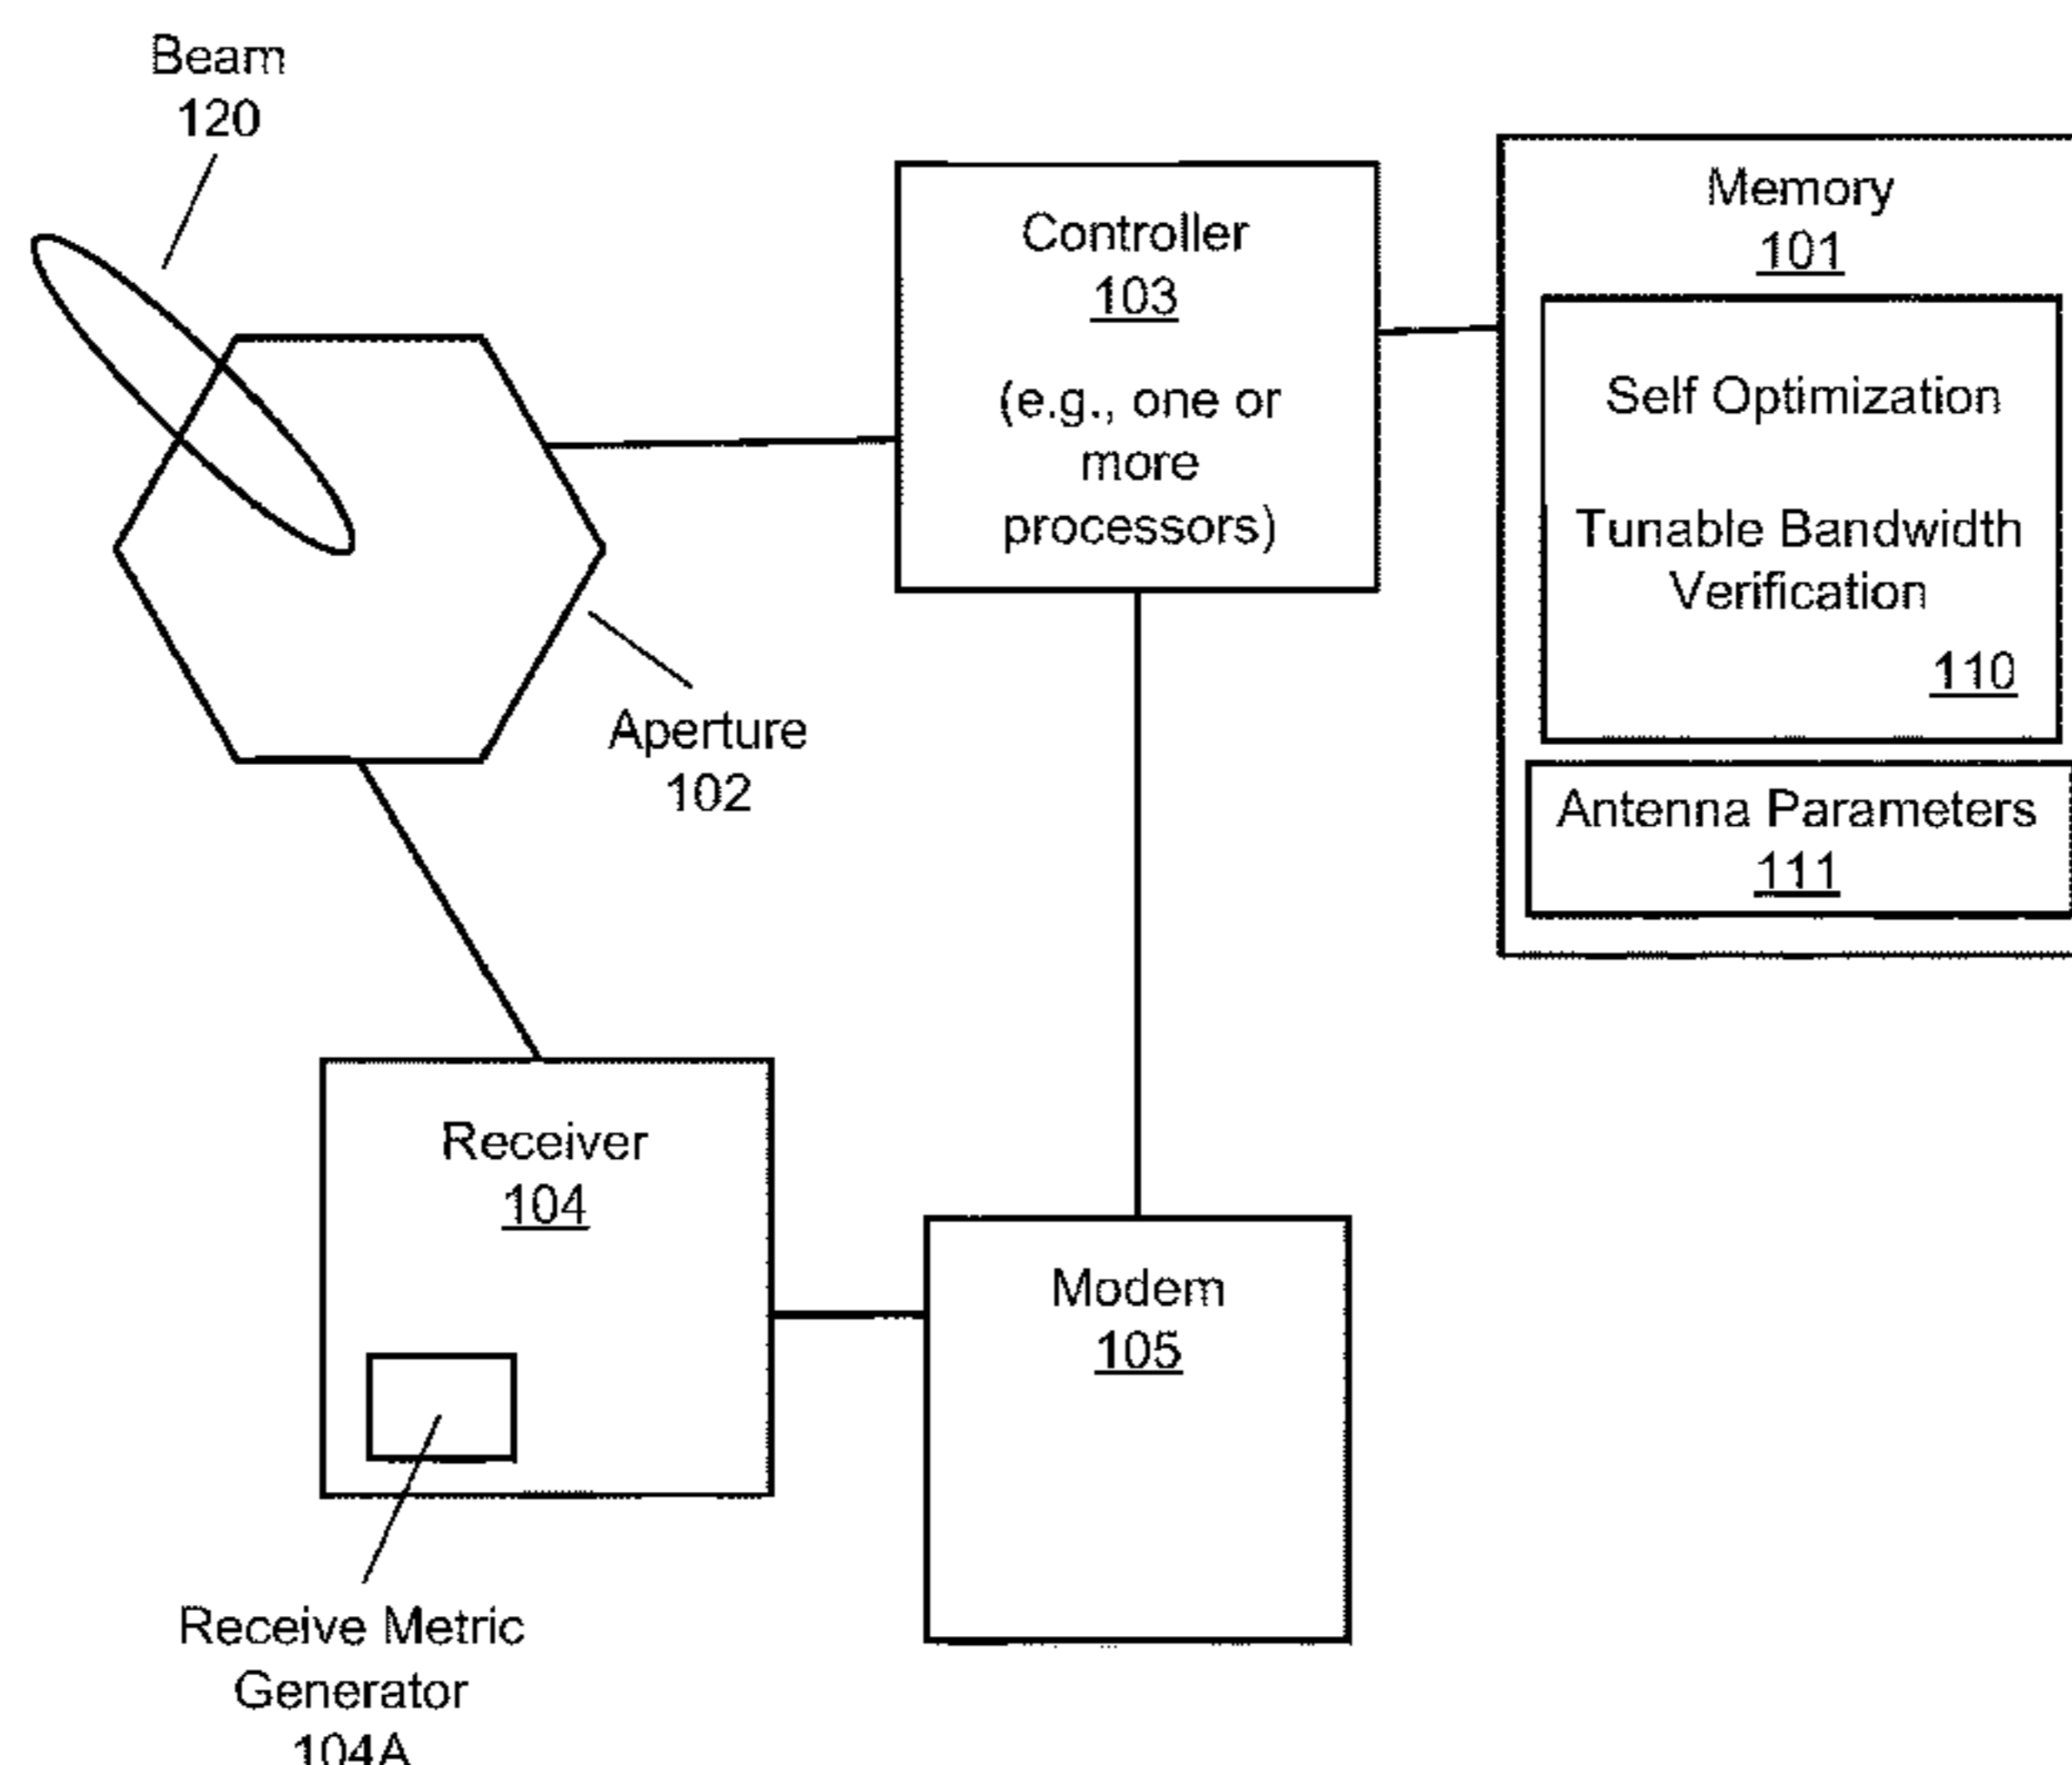 Beam
120
Controller
103
(e.g., one or
more
processors)
Memory
101
Self Optimization
Tunable Bandwidth
Verification
110
Antenna Parameters
111
Aperture
102
Receiver
104
Modem
105
Receive Metric
Generator
104A